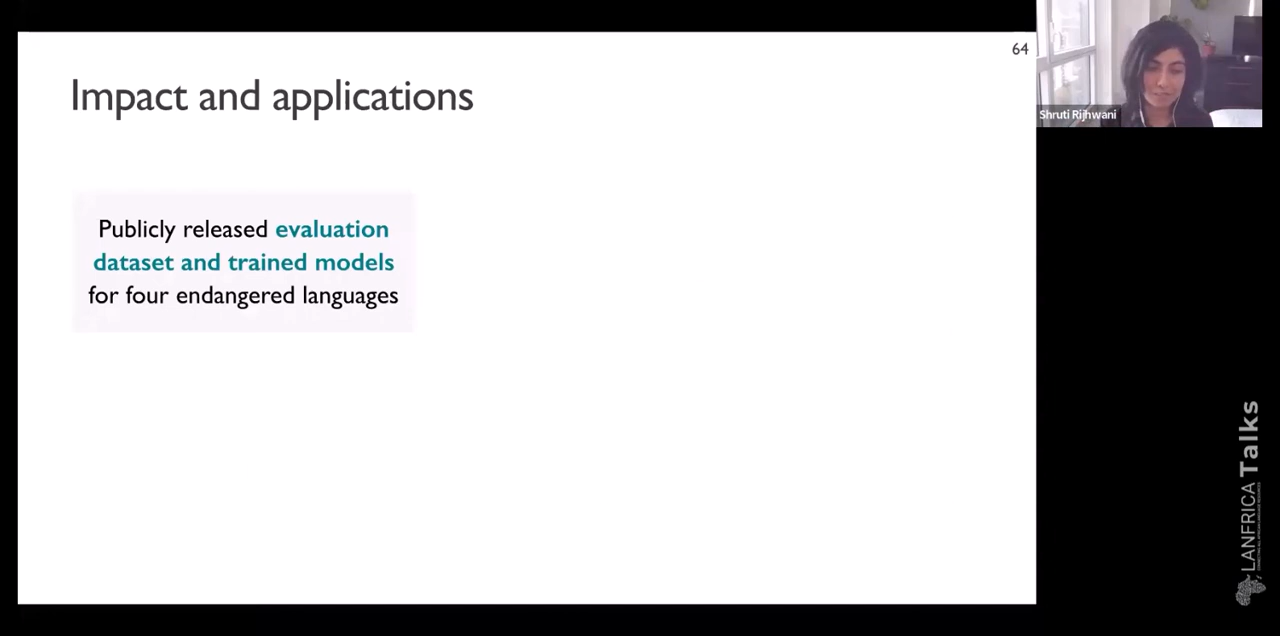 64
Impact and applications
Publicly released evaluation
dataset and trained models
for four endangered languages
Shruti Rijhwani
LANFRICA Talks